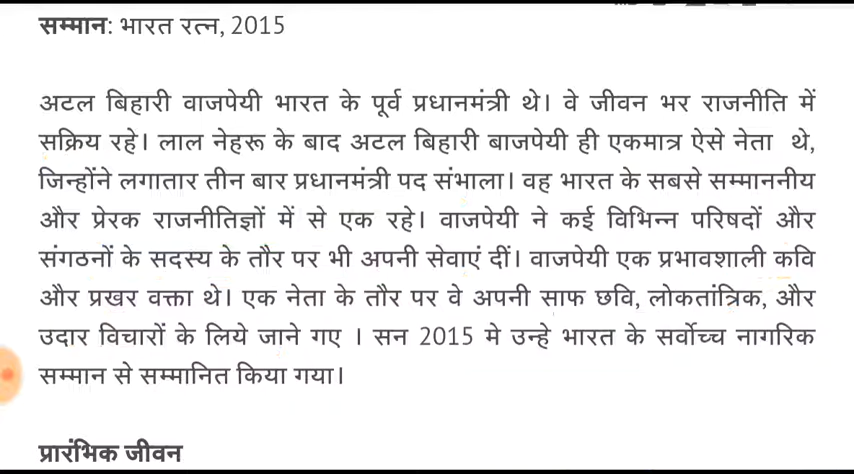 सम्मान: भारत रत्न, 2015
अटल बिहारी वाजपेयी भारत के पूर्व प्रधानमंत्री थे। वे जीवन भर राजनीति में
सक्रिय रहे। लाल नेहरू के बाद अटल बिहारी बाजपेयी ही एकमात्र ऐसे नेता थे,
जिन्होंने लगातार तीन बार प्रधानमंत्री पद संभाला। वह भारत के सबसे सम्माननीय
और प्रेरक राजनीतिज्ञों में से एक रहे। वाजपेयी ने कई विभिन्न परिषदों और
संगठनों के सदस्य के तौर पर भी अपनी सेवाएं दीं। वाजपेयी एक प्रभावशाली कवि
और प्रखर वक्ता थे। एक नेता के तौर पर वे अपनी साफ छवि, लोकतांत्रिक, और
उदार विचारों के लिये जाने गए । सन 2015 मे उन्हे भारत के सर्वोच्च नागरिक
सम्मान से सम्मानित किया गया।
प्रारंभिक जीवन